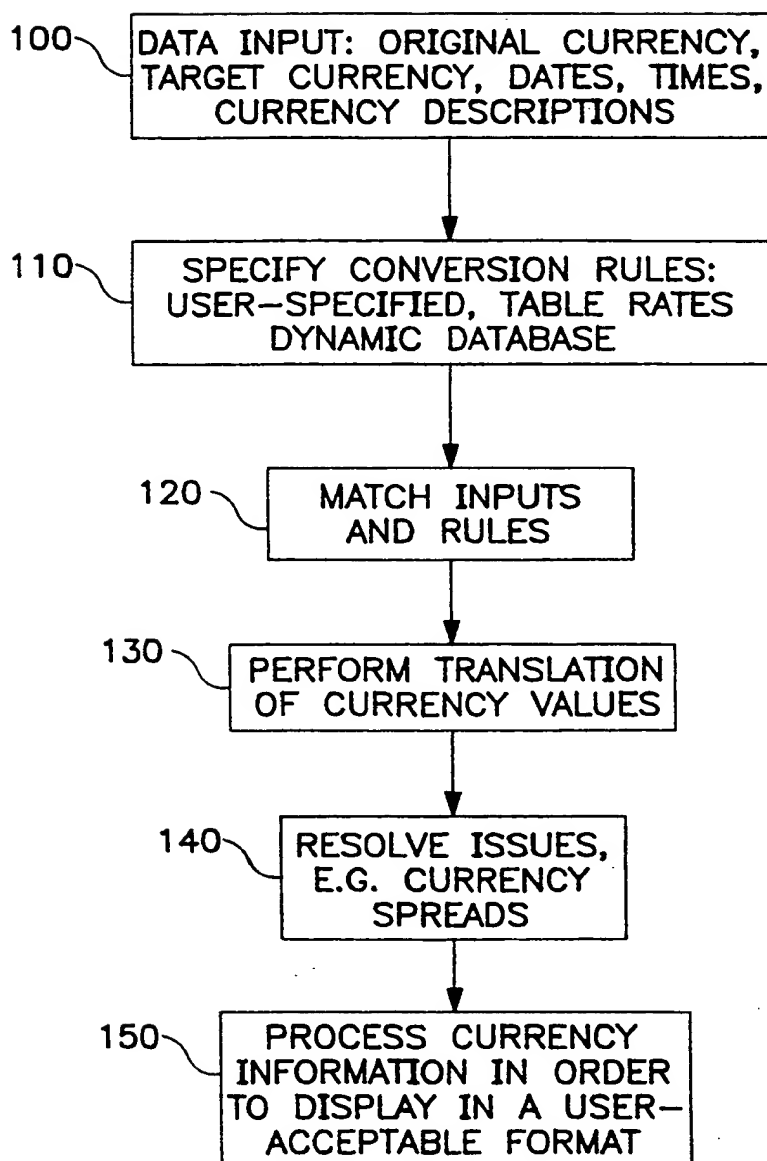 100
DATA INPUT: ORIGINAL CURRENCY,
TARGET CURRENCY, DATES, TIMES,
CURRENCY DESCRIPTIONS
110
SPECIFY CONVERSION RULES:
USER-SPECIFIED, TABLE RATES
DYNAMIC DATABASE
120
MATCH INPUTS
AND RULES
130
PERFORM TRANSLATION
OF CURRENCY VALUES
140
RESOLVE ISSUES,
E.G. CURRENCY
SPREADS
150
PROCESS CURRENCY
INFORMATION IN ORDER
TO DISPLAY IN A USER-
ACCEPTABLE FORMAT